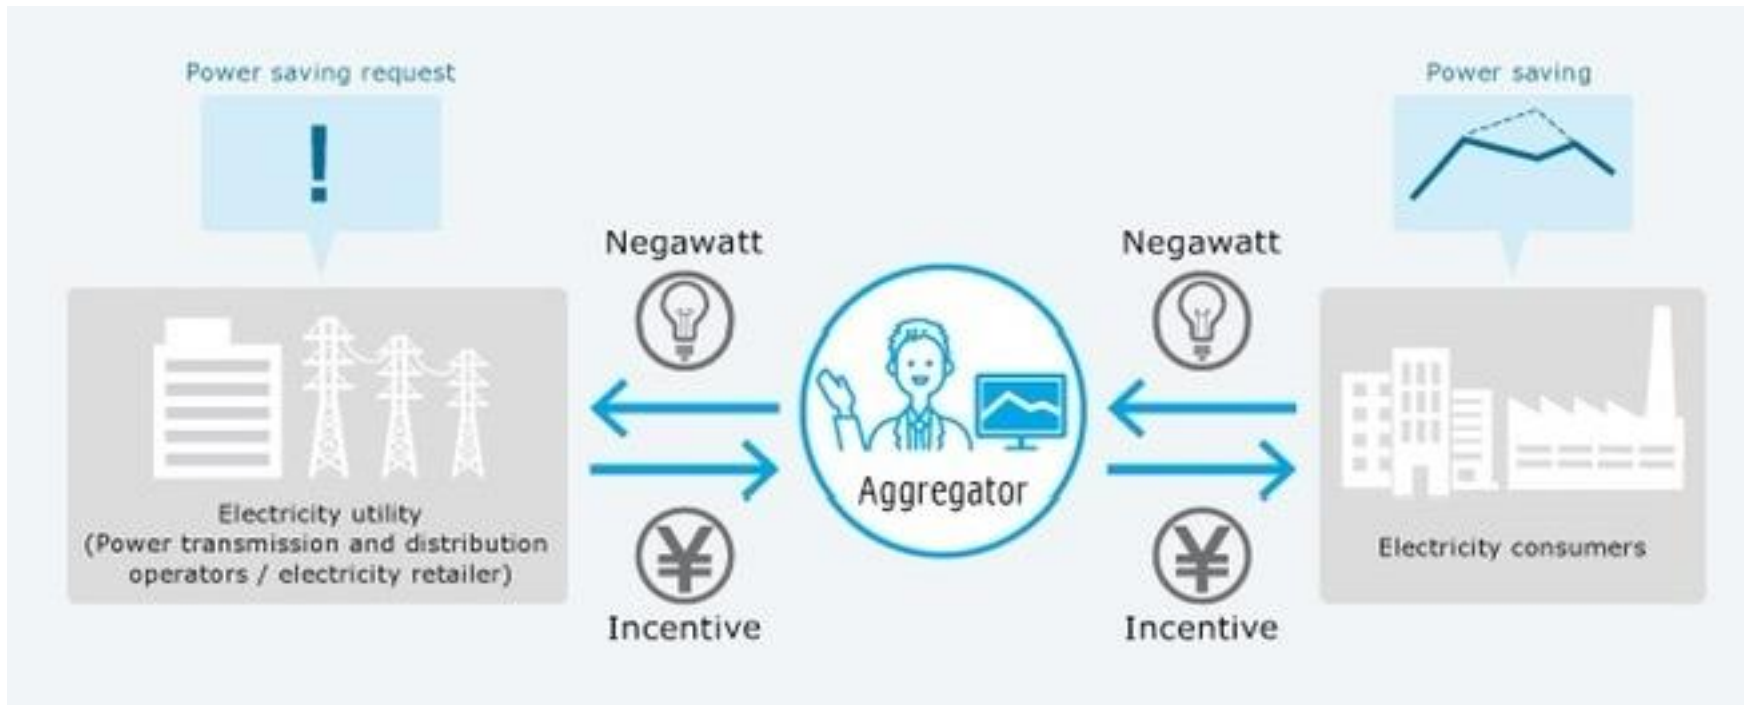 Power saving request
!
Power saving
Negawatt
Negawatt
Aggregator
Electricity utility
(Power transmission and distribution
operators / electricity retailer)
Electricity consumers
¥
¥
Incentive
Incentive